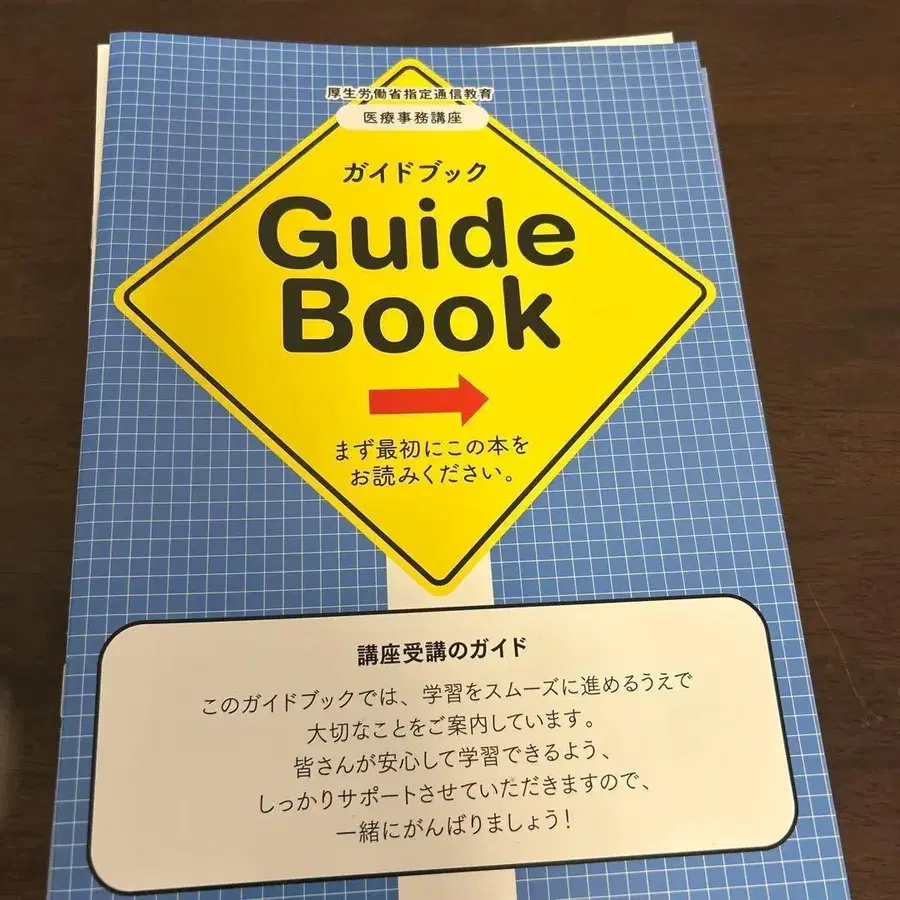 厚生労働省指定通信教育
医療事務講座
ガイドブック
Guide
Book
まず最初にこの本を
お読みください。
講座受講のガイド
このガイドブックでは、学習をスムーズに進めるうえで
大切なことをご案内しています。
皆さんが安心して学習できるよう、
しっかりサポートさせていただきますので、
一緒にがんばりましょう!